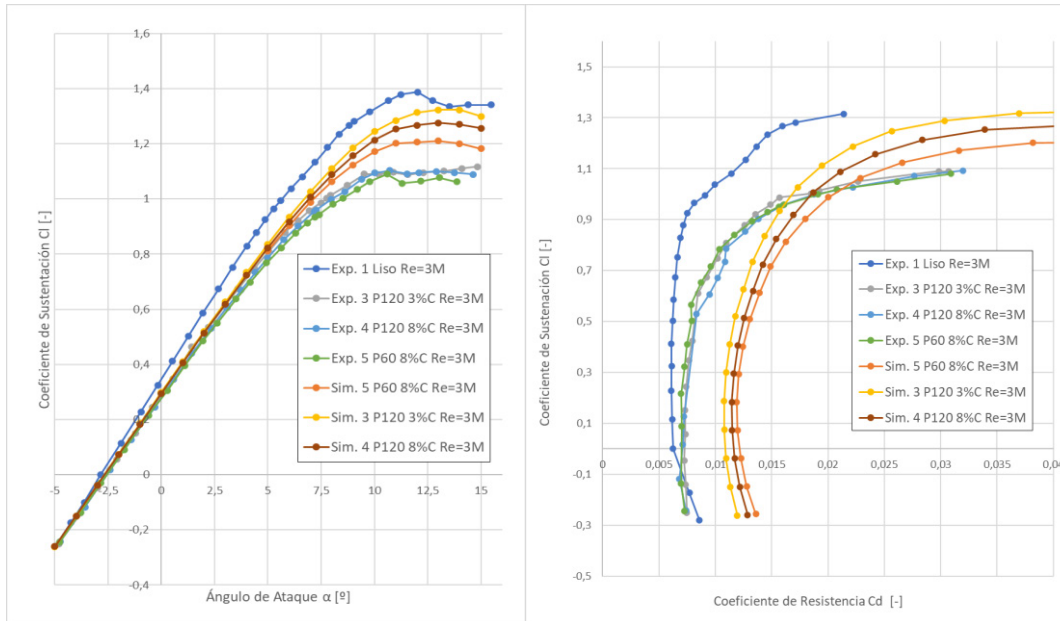 1,6
1,4
1,2
1
0,8
0,6
0,4
0,2
0
-0,2
-0,4
-5
-2,5
0
2,5
5
7,5
10
12,5
15
Coeficiente de Sustentación Cl [-]
Ángulo de Ataque α [º]
Exp. 1 Liso Re=3M
Exp. 3 P120 3%C Re=3M
Exp. 4 P120 8%C Re=3M
Exp. 5 P60 8%C Re=3M
Sim. 5 P60 8%C Re=3M
Sim. 3 P120 3%C Re=3M
Sim. 4 P120 8%C Re=3M
1,5
1,3
1,1
0,9
0,7
0,5
0,3
0,1
-0,1
-0,3
-0,5
0
0,005
0,01
0,015
0,02
0,025
0,03
0,035
0,04
Coeficiente de Sustenación Cl [-]
Coeficiente de Resistencia Cd [-]
Exp. 1 Liso Re=3M
Exp. 3 P120 3%C Re=3M
Exp. 4 P120 8%C Re=3M
Exp. 5 P60 8%C Re=3M
Sim. 5 P60 8%C Re=3M
Sim. 3 P120 3%C Re=3M
Sim. 4 P120 8%C Re=3M